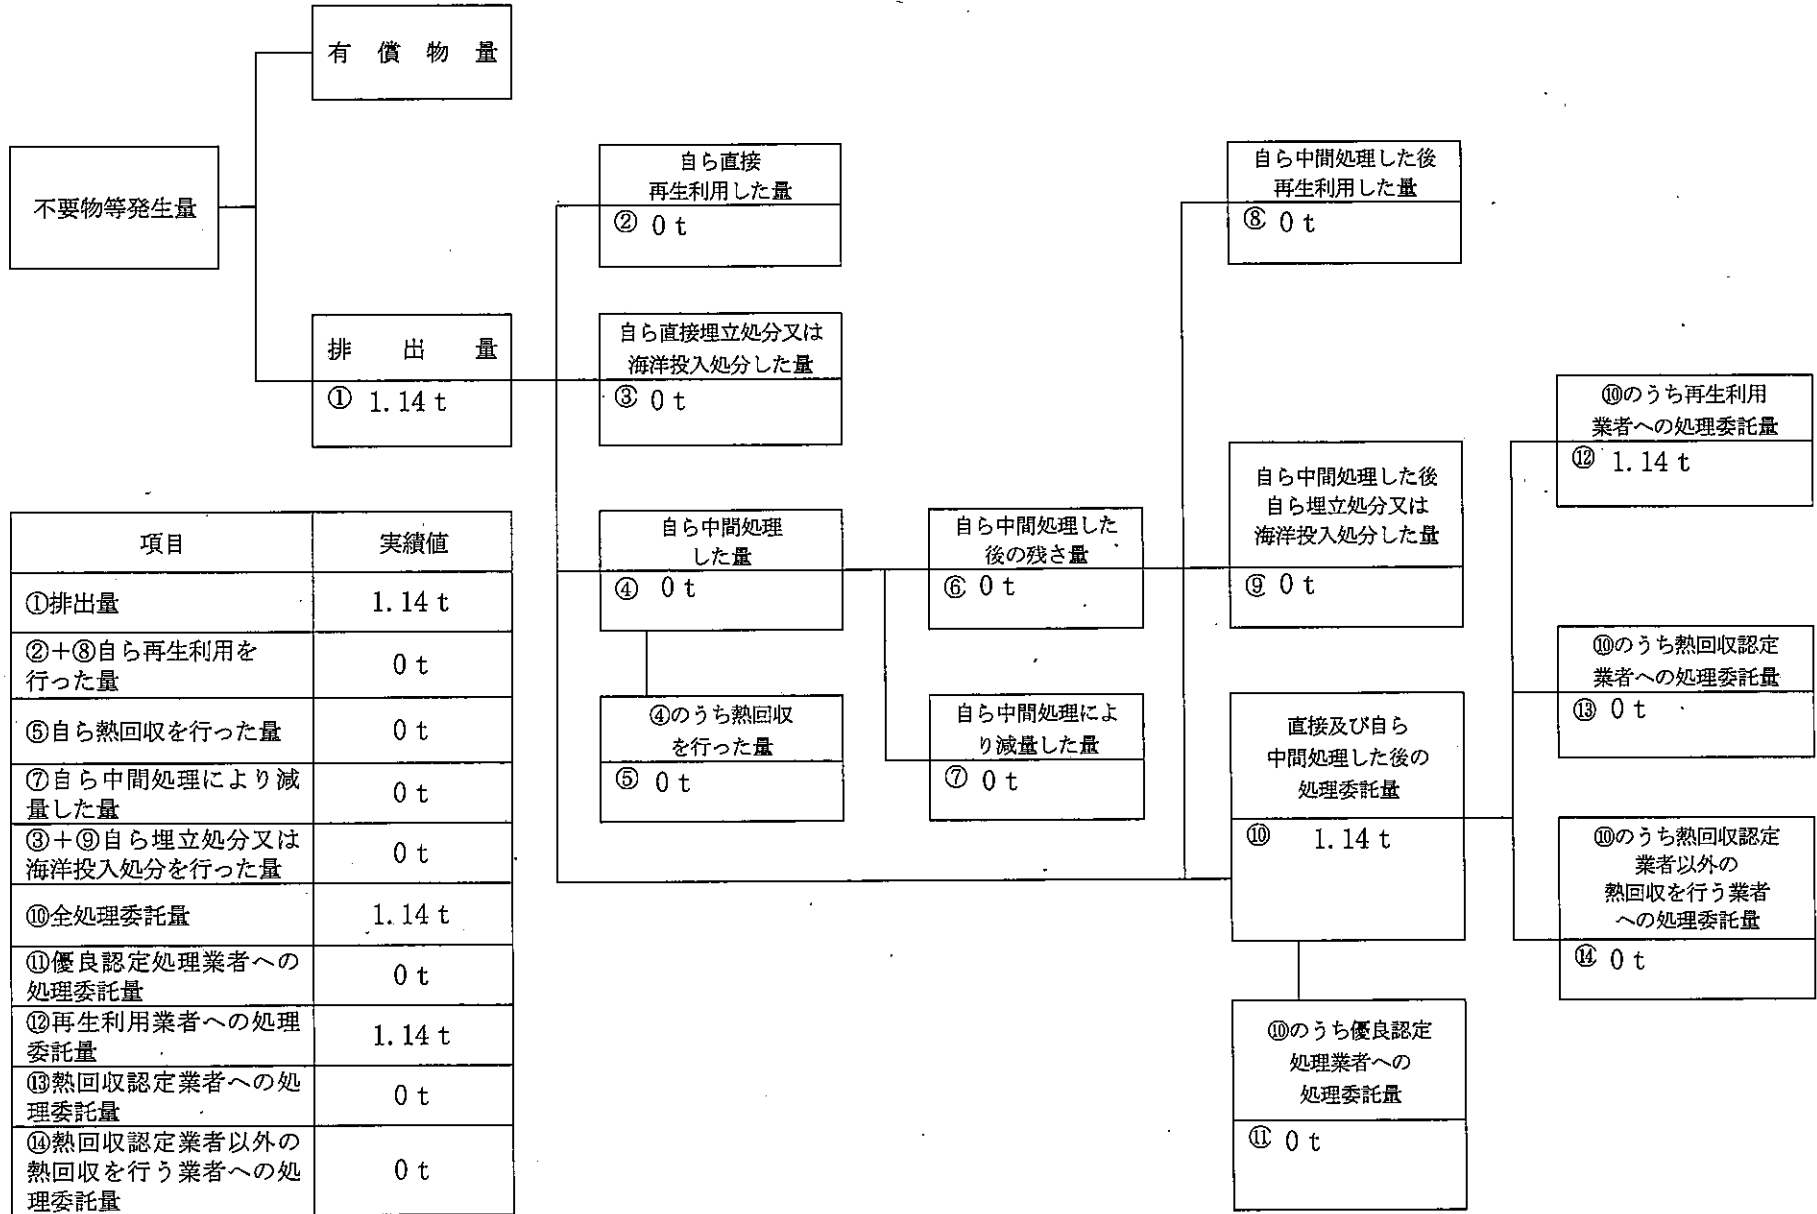 有償物量
不要物等発生量
排出量
① 1.14 t
自ら直接
再生利用した量
② 0 t
自ら直接埋立処分又は
海洋投入処分した量
③ 0 t
自ら中間処理
した量
④ 0 t
④のうち熱回収
を行った量
⑤ 0 t
自ら中間処理した
後の残さ量
⑥ 0 t
自ら中間処理によ
り減量した量
⑦ 0 t
自ら中間処理した後
再生利用した量
⑧ 0 t
自ら中間処理した後
自ら埋立処分又は
海洋投入処分した量
⑨ 0 t
直接及び自ら
中間処理した後の
処理委託量
⑩ 1.14 t
⑩のうち優良認定
処理業者への
処理委託量
⑪ 0 t
⑩のうち再生利用
業者への処理委託量
⑫ 1.14 t
⑩のうち熱回収認定
業者への処理委託量
⑬ 0 t
⑩のうち熱回収認定
業者以外の
熱回収を行う業者
への処理委託量
⑭ 0 t
項目 実績値
①排出量 1.14 t
②+⑧自ら再生利用を
行った量 0 t
⑤自ら熱回収を行った量 0 t
⑦自ら中間処理により減
量した量 0 t
③+⑨自ら埋立処分又は
海洋投入処分を行った量 0 t
⑩全処理委託量 1.14 t
⑪優良認定処理業者への
処理委託量 0 t
⑫再生利用業者への処理
委託量 1.14 t
⑬熱回収認定業者への処
理委託量 0 t
⑭熱回収認定業者以外の
熱回収を行う業者への処
理委託量 0 t